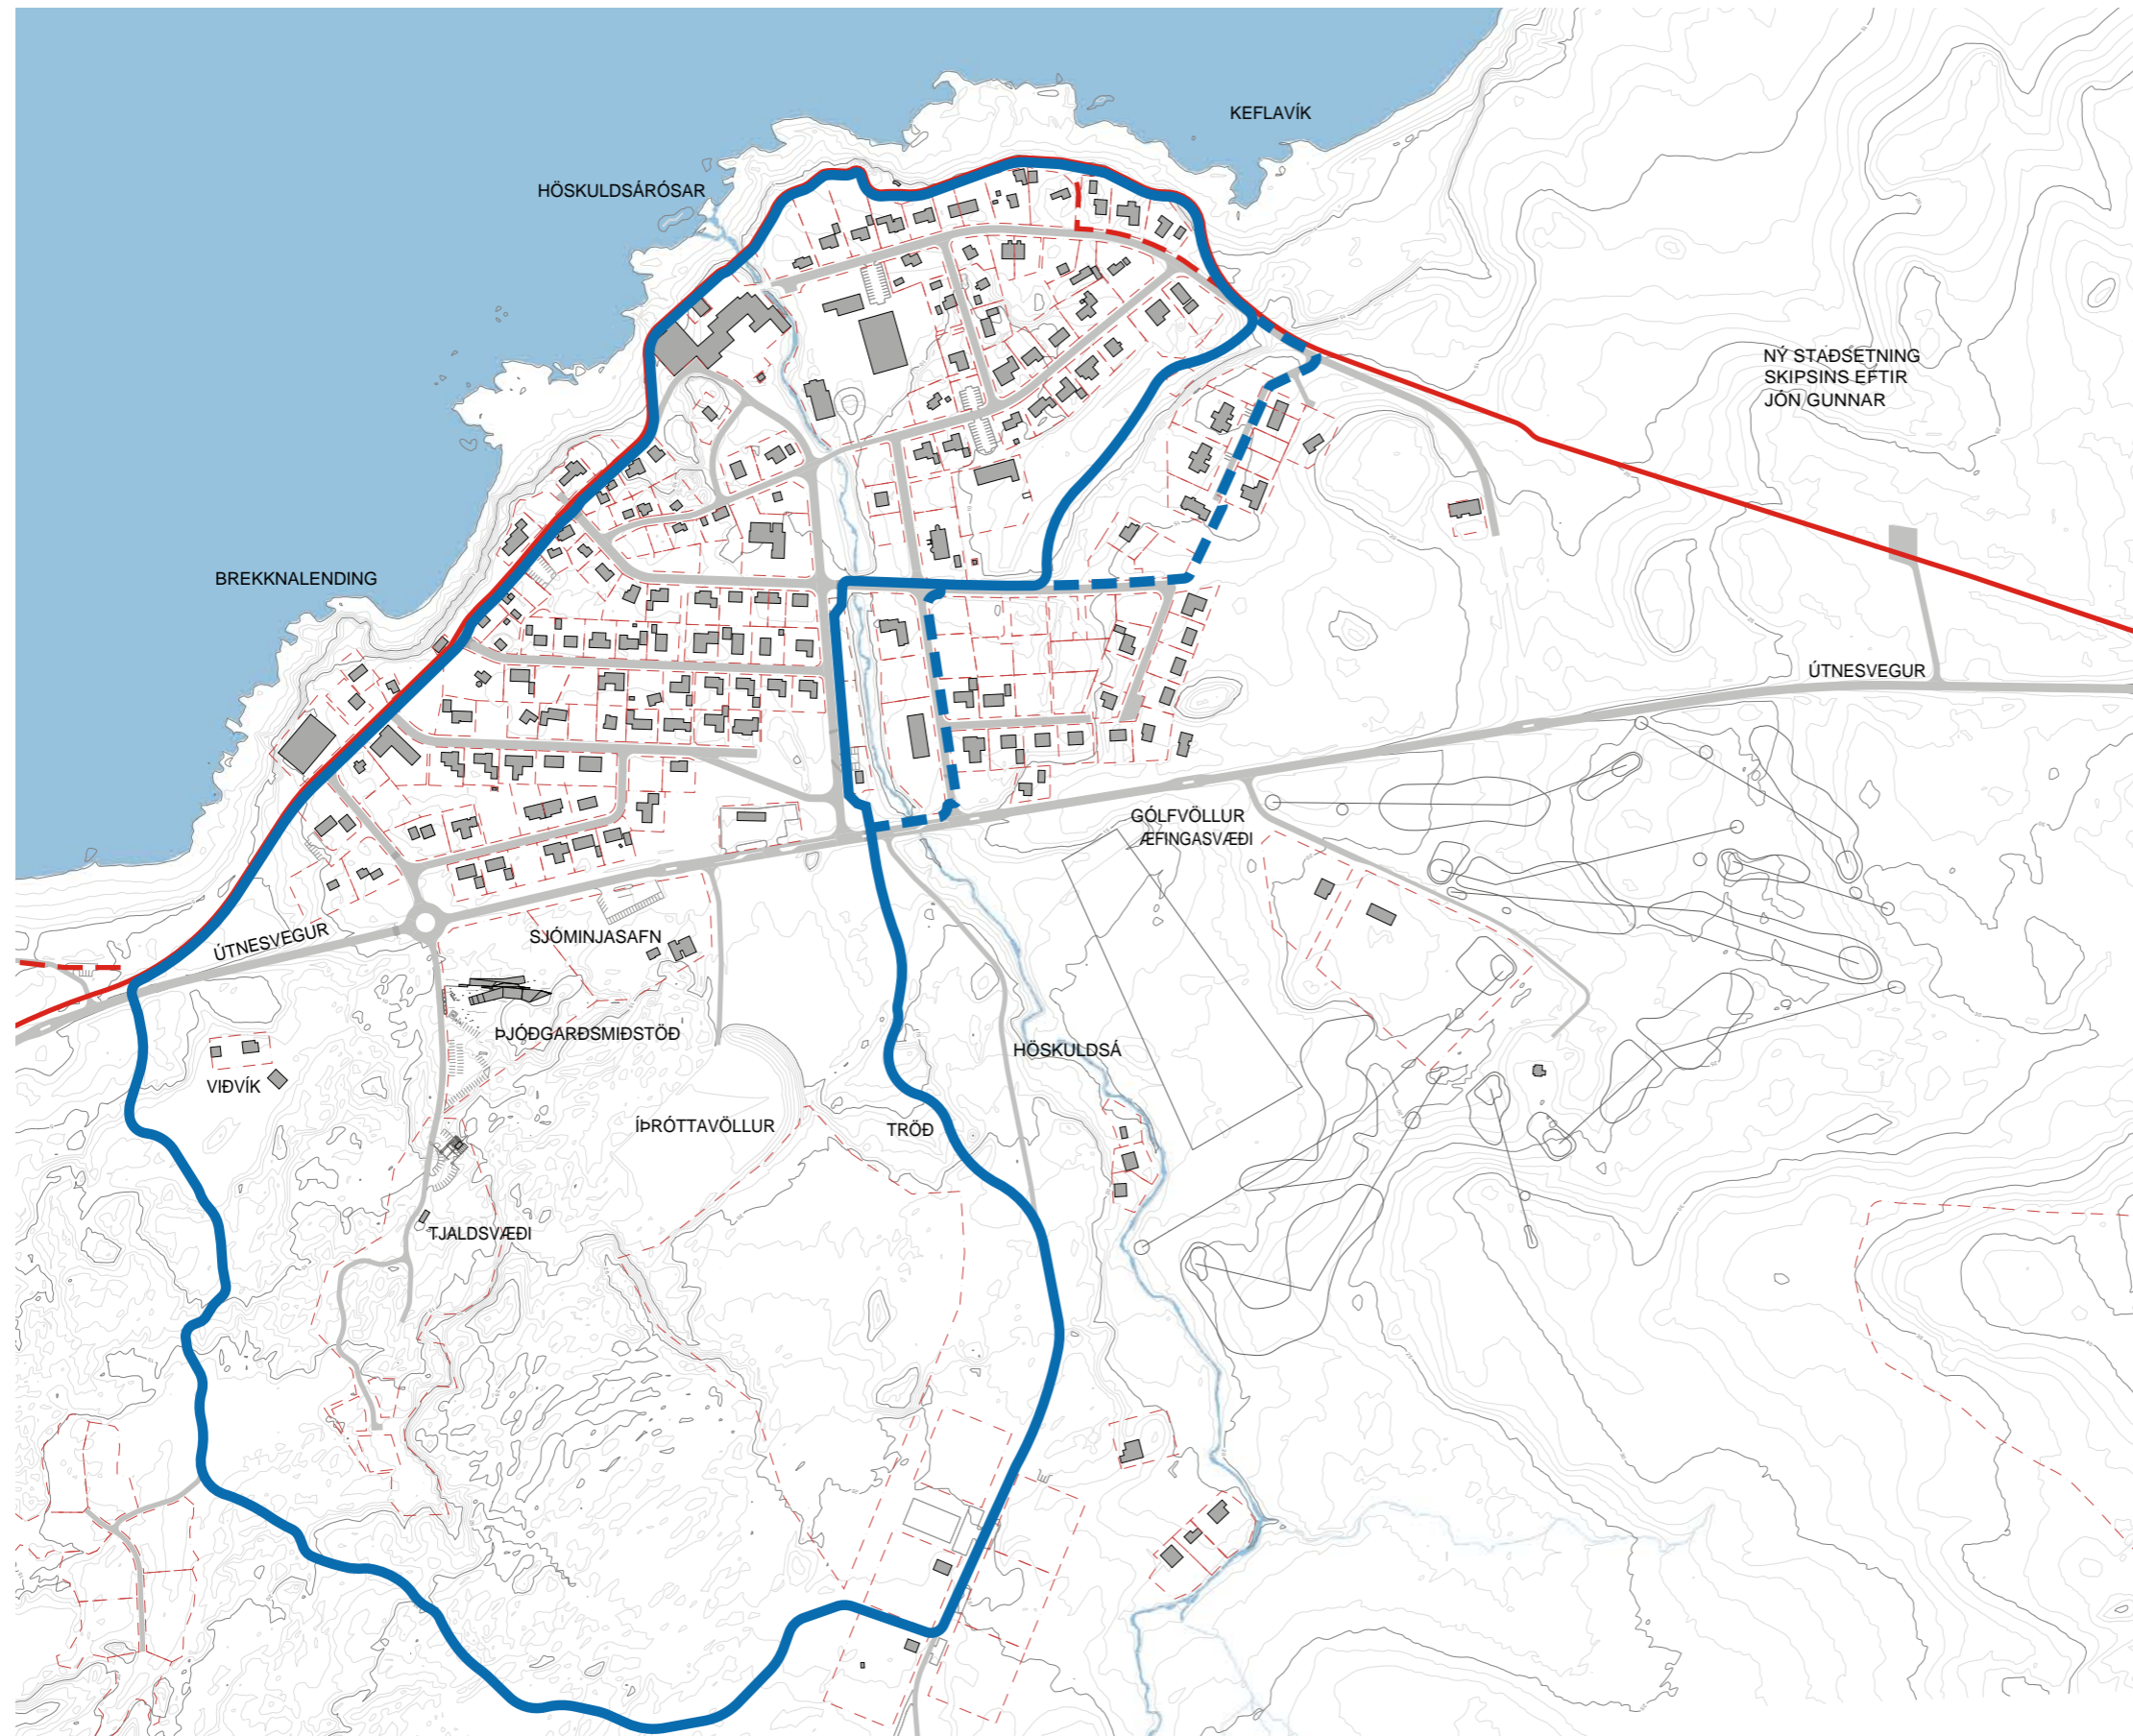 KEFLAVÍK
HÖSKULDSÁRÓSAR
NÝ STAÐSETNING
SKIPSINS EFTIR
JÓN GUNNAR
BREKKNALENDING
ÚTNESVEGUR
GÓLFVÖLLUR
ÆFINGASVÆÐI
ÚTNESVEGUR
SJÓMINJASAFN
ÞJÓÐGARÐSMIÐSTÖÐ
HÖSKULDSÁ
VIÐVÍK
ÍÞRÓTTAVÖLLUR
TRÖÐ
TJALDSVÆÐI